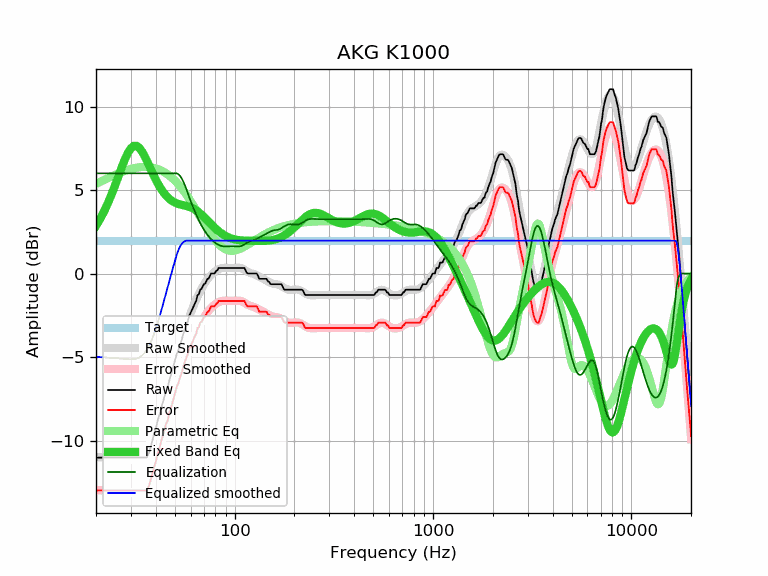 AKG K1000
Amplitude (dBr)
10
5
0
−5
−10
Target
Raw Smoothed
Error Smoothed
Raw
Error
Parametric Eq
Fixed Band Eq
Equalization
Equalized smoothed
100
1000
10000
Frequency (Hz)